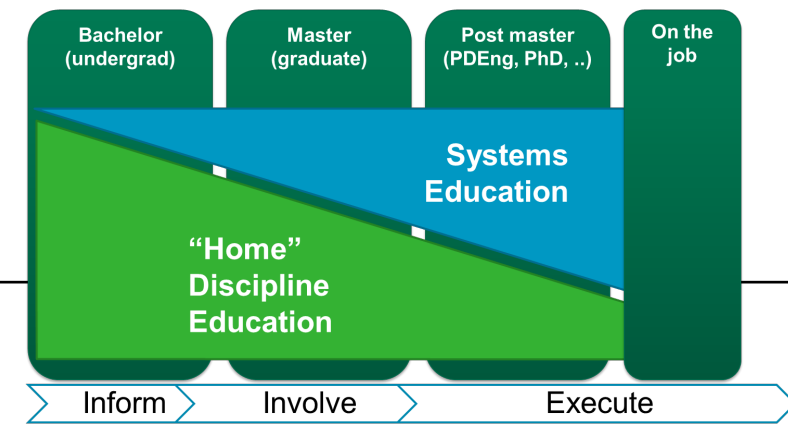 Bachelor
(undergrad)
Master
(graduate)
Post master
(PDEng, PhD, ..)
On the
job
Systems
Education
“Home”
Discipline
Education
Inform
Involve
Execute